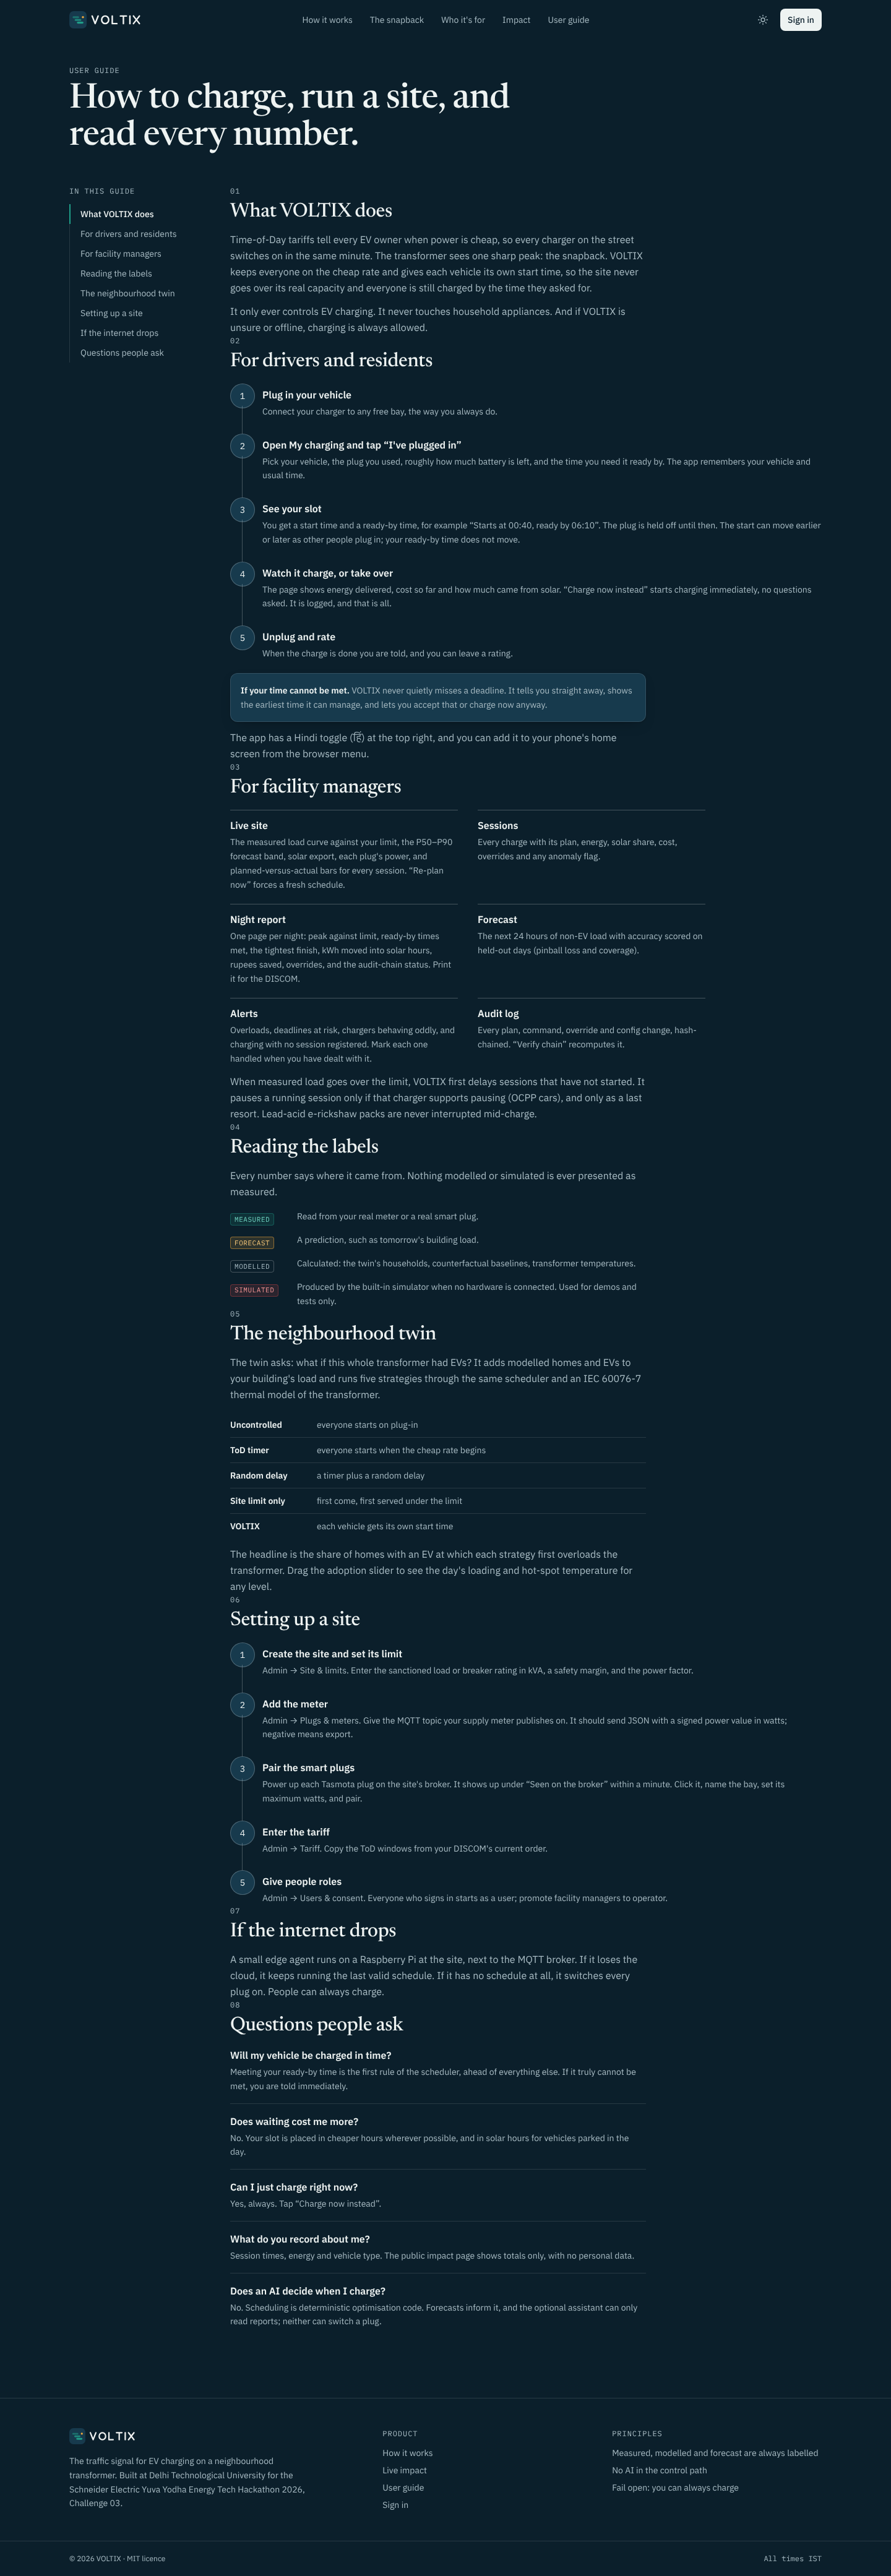 VOLTIX
How it works
The snapback
Who it's for
Impact
User guide
Sign in
USER GUIDE
How to charge, run a site, and
read every number.
IN THIS GUIDE
What VOLTIX does
For drivers and residents
For facility managers
Reading the labels
The neighbourhood twin
Setting up a site
If the internet drops
Questions people ask
01
What VOLTIX does
Time-of-Day tariffs tell every EV owner when power is cheap, so every charger on the street
switches on in the same minute. The transformer sees one sharp peak: the snapback. VOLTIX
keeps everyone on the cheap rate and gives each vehicle its own start time, so the site never
goes over its real capacity and everyone is still charged by the time they asked for.
It only ever controls EV charging. It never touches household appliances. And if VOLTIX is
unsure or offline, charging is always allowed.
02
For drivers and residents
1
Plug in your vehicle
Connect your charger to any free bay, the way you always do.
2
Open My charging and tap “I've plugged in”
Pick your vehicle, the plug you used, roughly how much battery is left, and the time you need it ready by. The app remembers your vehicle and
usual time.
3
See your slot
You get a start time and a ready-by time, for example “Starts at 00:40, ready by 06:10”. The plug is held off until then. The start can move earlier
or later as other people plug in; your ready-by time does not move.
4
Watch it charge, or take over
The page shows energy delivered, cost so far and how much came from solar. “Charge now instead” starts charging immediately, no questions
asked. It is logged, and that is all.
5
Unplug and rate
When the charge is done you are told, and you can leave a rating.
If your time cannot be met. VOLTIX never quietly misses a deadline. It tells you straight away, shows
the earliest time it can manage, and lets you accept that or charge now anyway.
The app has a Hindi toggle (हिं) at the top right, and you can add it to your phone's home
screen from the browser menu.
03
For facility managers
Live site
The measured load curve against your limit, the P50–P90
forecast band, solar export, each plug's power, and
planned-versus-actual bars for every session. “Re-plan
now” forces a fresh schedule.
Sessions
Every charge with its plan, energy, solar share, cost,
overrides and any anomaly flag.
Night report
One page per night: peak against limit, ready-by times
met, the tightest finish, kWh moved into solar hours,
rupees saved, overrides, and the audit-chain status. Print
it for the DISCOM.
Forecast
The next 24 hours of non-EV load with accuracy scored on
held-out days (pinball loss and coverage).
Alerts
Overloads, deadlines at risk, chargers behaving oddly, and
charging with no session registered. Mark each one
handled when you have dealt with it.
Audit log
Every plan, command, override and config change, hash-
chained. “Verify chain” recomputes it.
When measured load goes over the limit, VOLTIX first delays sessions that have not started. It
pauses a running session only if that charger supports pausing (OCPP cars), and only as a last
resort. Lead-acid e-rickshaw packs are never interrupted mid-charge.
04
Reading the labels
Every number says where it came from. Nothing modelled or simulated is ever presented as
measured.
MEASURED
Read from your real meter or a real smart plug.
FORECAST
A prediction, such as tomorrow's building load.
MODELLED
Calculated: the twin's households, counterfactual baselines, transformer temperatures.
SIMULATED
Produced by the built-in simulator when no hardware is connected. Used for demos and
tests only.
05
The neighbourhood twin
The twin asks: what if this whole transformer had EVs? It adds modelled homes and EVs to
your building's load and runs five strategies through the same scheduler and an IEC 60076-7
thermal model of the transformer.
Uncontrolled everyone starts on plug-in
ToD timer everyone starts when the cheap rate begins
Random delay a timer plus a random delay
Site limit only first come, first served under the limit
VOLTIX each vehicle gets its own start time
The headline is the share of homes with an EV at which each strategy first overloads the
transformer. Drag the adoption slider to see the day's loading and hot-spot temperature for
any level.
06
Setting up a site
1
Create the site and set its limit
Admin → Site & limits. Enter the sanctioned load or breaker rating in kVA, a safety margin, and the power factor.
2
Add the meter
Admin → Plugs & meters. Give the MQTT topic your supply meter publishes on. It should send JSON with a signed power value in watts;
negative means export.
3
Pair the smart plugs
Power up each Tasmota plug on the site's broker. It shows up under “Seen on the broker” within a minute. Click it, name the bay, set its
maximum watts, and pair.
4
Enter the tariff
Admin → Tariff. Copy the ToD windows from your DISCOM's current order.
5
Give people roles
Admin → Users & consent. Everyone who signs in starts as a user; promote facility managers to operator.
07
If the internet drops
A small edge agent runs on a Raspberry Pi at the site, next to the MQTT broker. If it loses the
cloud, it keeps running the last valid schedule. If it has no schedule at all, it switches every
plug on. People can always charge.
08
Questions people ask
Will my vehicle be charged in time?
Meeting your ready-by time is the first rule of the scheduler, ahead of everything else. If it truly cannot be
met, you are told immediately.
Does waiting cost me more?
No. Your slot is placed in cheaper hours wherever possible, and in solar hours for vehicles parked in the
day.
Can I just charge right now?
Yes, always. Tap “Charge now instead”.
What do you record about me?
Session times, energy and vehicle type. The public impact page shows totals only, with no personal data.
Does an AI decide when I charge?
No. Scheduling is deterministic optimisation code. Forecasts inform it, and the optional assistant can only
read reports; neither can switch a plug.
VOLTIX
The traffic signal for EV charging on a neighbourhood
transformer. Built at Delhi Technological University for the
Schneider Electric Yuva Yodha Energy Tech Hackathon 2026,
Challenge 03.
PRODUCT
How it works
Live impact
User guide
Sign in
PRINCIPLES
Measured, modelled and forecast are always labelled
No AI in the control path
Fail open: you can always charge
© 2026 VOLTIX · MIT licence
All times IST